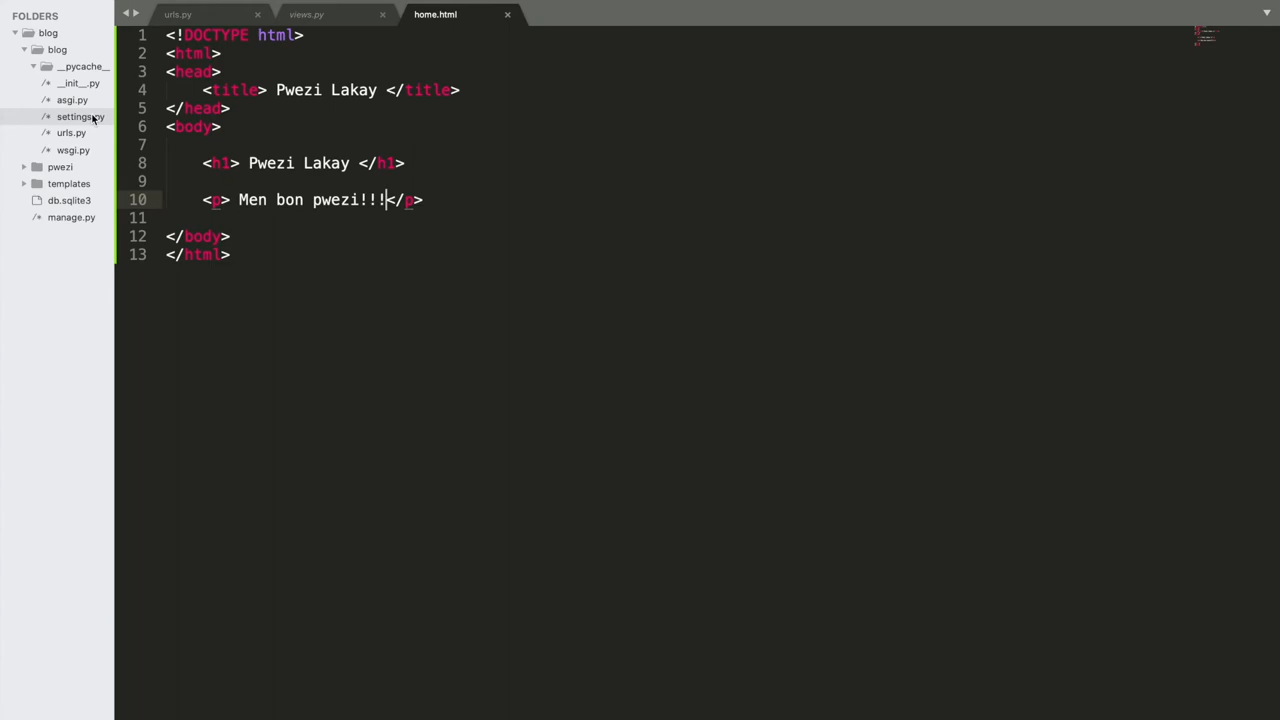 FOLDERS
blog
blog
__pycache__
__init__.py
asgi.py
settings.py
urls.py
wsgi.py
pwezi
templates
db.sqlite3
manage.py
urls.py
views.py
home.html
1 <!DOCTYPE html>
2 <html>
3 <head>
4 <title> Pwezi Lakay </title>
5 </head>
6 <body>
7
8 <h1> Pwezi Lakay </h1>
9
10 <p> Men bon pwezi!!!</p>
11
12 </body>
13 </html>